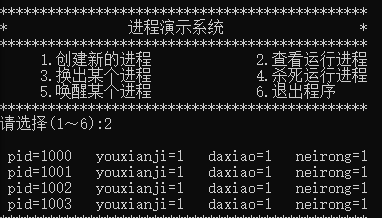 **********************************************
* 进程演示系统 *
**********************************************
1.创建新的进程 2.查看运行进程
3.换出某个进程 4.杀死运行进程
5.唤醒某个进程 6.退出程序
**********************************************
请选择(1～6):2
pid=1000 youxianji=1 daxiao=1 neirong=1
pid=1001 youxianji=1 daxiao=1 neirong=1
pid=1002 youxianji=1 daxiao=1 neirong=1
pid=1003 youxianji=1 daxiao=1 neirong=1
**********************************************